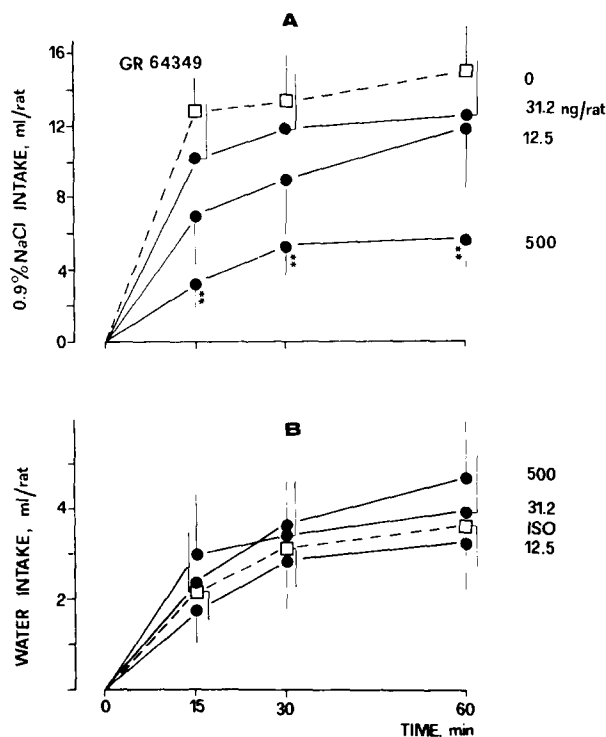 A
GR 64349
16
12
8
4
0
0.9% NaCl INTAKE, ml/rat
0
31.2 ng/rat
12.5
500
**
**
**
B
4
2
WATER INTAKE, ml/rat
500
31.2
ISO
12.5
0
15
30
60
TIME, min